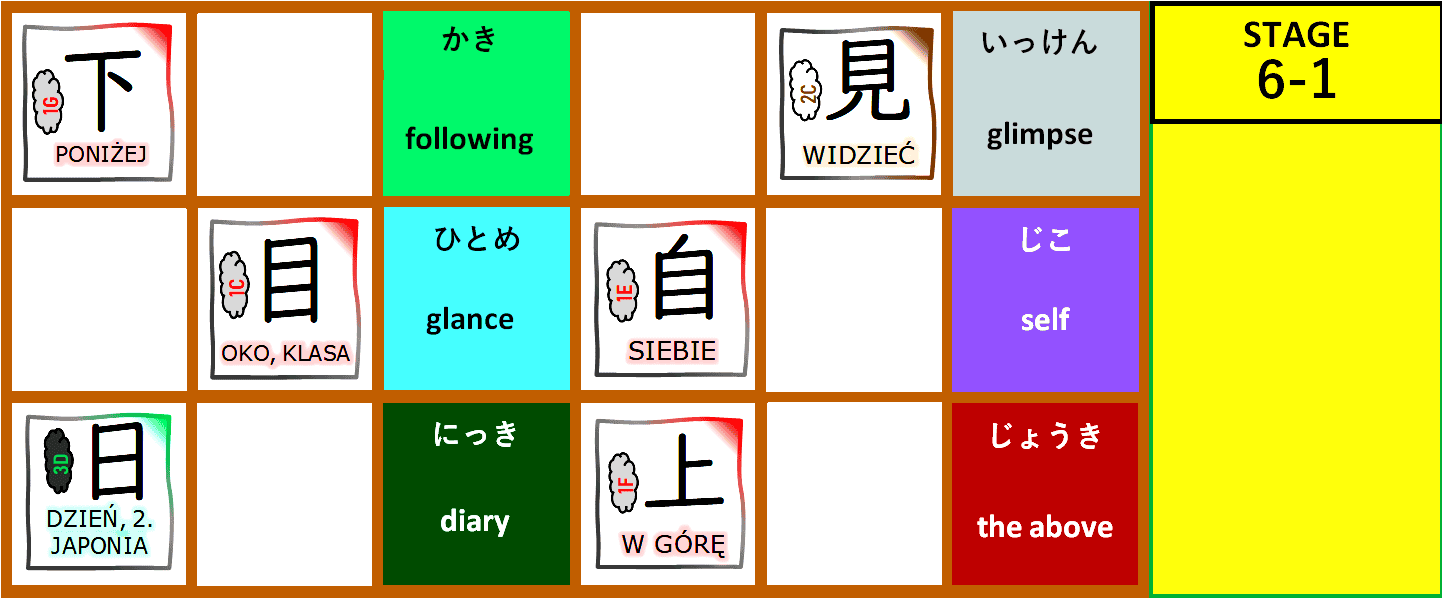 下
1G
PONIŻEJ
かき
following
見
2C
WIDZIEĆ
いっけん
glimpse
STAGE
6-1
目
1C
OKO, KLASA
ひとめ
glance
自
1E
SIEBIE
じこ
self
日
3D
DZIEŃ, 2.
JAPONIA
にっき
diary
上
1F
W GÓRĘ
じょうき
the above